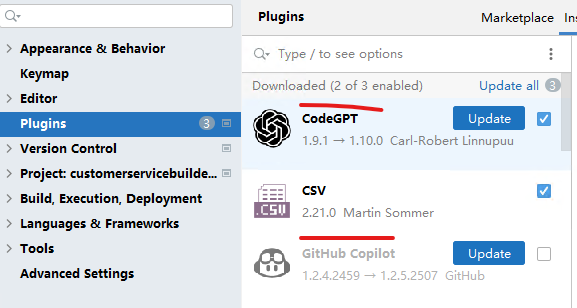 Plugins
Marketplace
Ins
Appearance & Behavior
Keymap
Editor
Plugins 3
Version Control
Project: customerservicebuilde...
Build, Execution, Deployment
Languages & Frameworks
Tools
Advanced Settings
Type / to see options
Downloaded (2 of 3 enabled)
Update all 3
CodeGPT
Update
1.9.1 → 1.10.0 Carl-Robert Linnupuu
CSV
.CSV
2.21.0 Martin Sommer
GitHub Copilot
Update
1.2.4.2459 → 1.2.5.2507 GitHub